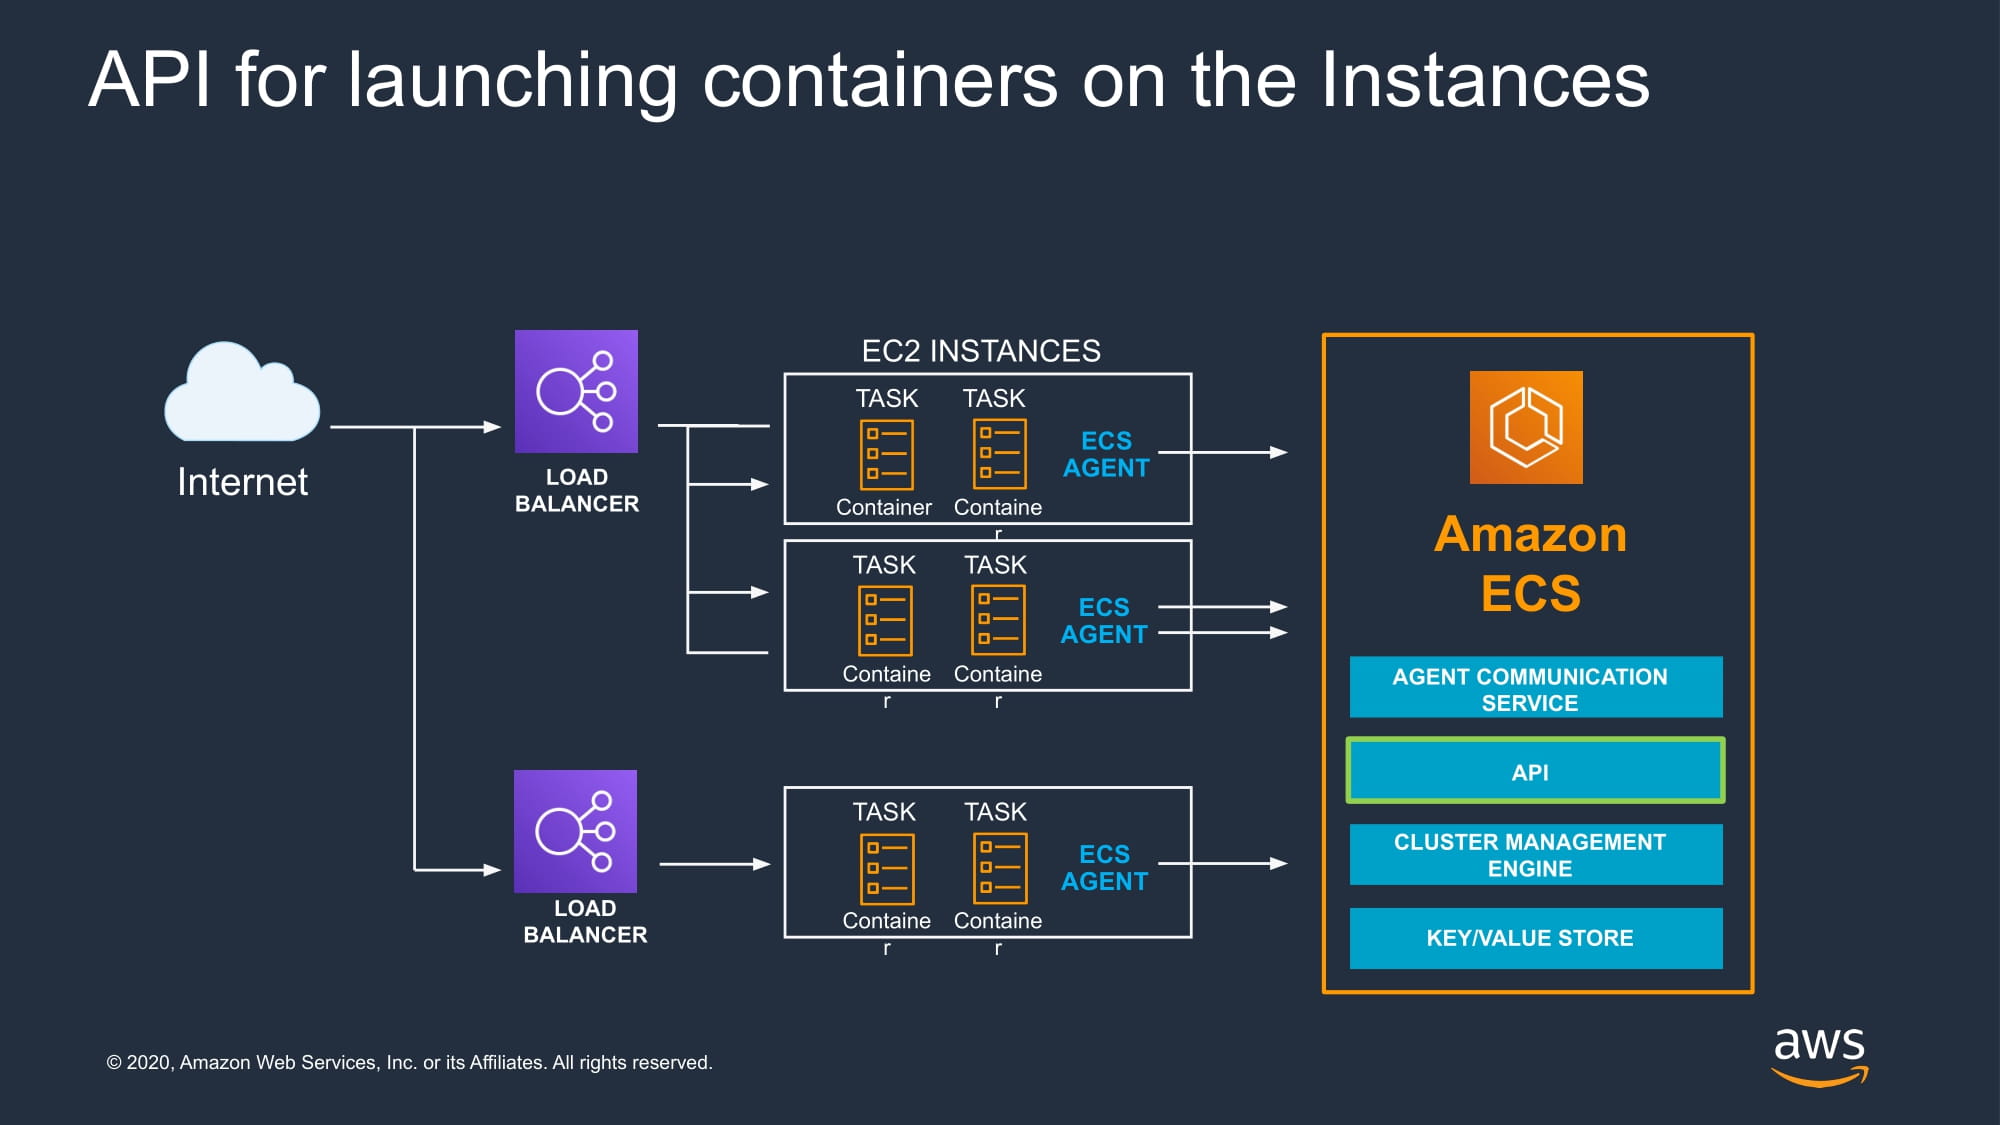 API for launching containers on the Instances
Internet
LOAD
BALANCER
EC2 INSTANCES
TASK TASK
ECS
AGENT
Container Containe
r
TASK TASK
ECS
AGENT
Containe Containe
r r
LOAD
BALANCER
TASK TASK
ECS
AGENT
Containe Containe
r r
Amazon
ECS
AGENT COMMUNICATION
SERVICE
API
CLUSTER MANAGEMENT
ENGINE
KEY/VALUE STORE
© 2020, Amazon Web Services, Inc. or its Affiliates. All rights reserved.
aws